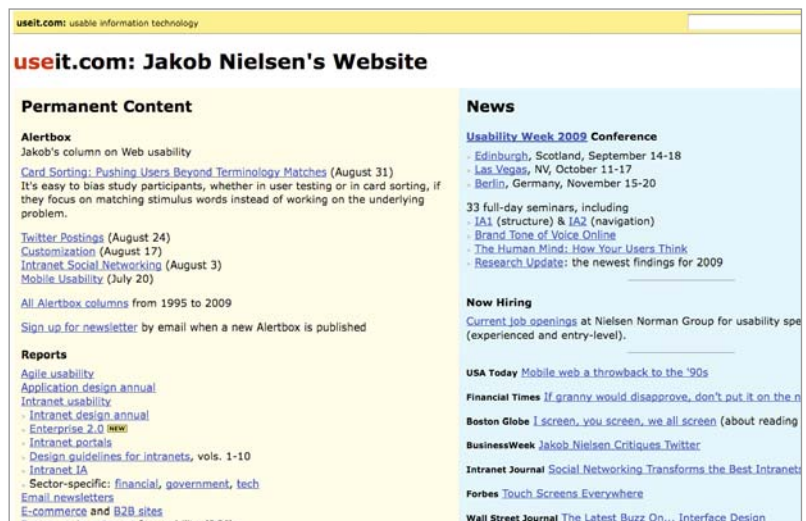 useit.com: usable information technology
useit.com: Jakob Nielsen's Website
Permanent Content
Alertbox
Jakob's column on Web usability
Card Sorting: Pushing Users Beyond Terminology Matches (August 31)
It's easy to bias study participants, whether in user testing or in card sorting, if
they focus on matching stimulus words instead of working on the underlying
problem.
Twitter Postings (August 24)
Customization (August 17)
Intranet Social Networking (August 3)
Mobile Usability (July 20)
All Alertbox columns from 1995 to 2009
Sign up for newsletter by email when a new Alertbox is published
Reports
Agile usability
Application design annual
Intranet usability
Intranet design annual
Enterprise 2.0 NEW
Intranet portals
Design guidelines for intranets, vols. 1-10
Intranet IA
Sector-specific: financial, government, tech
Email newsletters
E-commerce and B2B sites
News
Usability Week 2009 Conference
Edinburgh, Scotland, September 14-18
Las Vegas, NV, October 11-17
Berlin, Germany, November 15-20
33 full-day seminars, including
IA1 (structure) & IA2 (navigation)
Brand Tone of Voice Online
The Human Mind: How Your Users Think
Research Update: the newest findings for 2009
Now Hiring
Current job openings at Nielsen Norman Group for usability spe
(experienced and entry-level).
USA Today Mobile web a throwback to the '90s
Financial Times If granny would disapprove, don't put it on the n
Boston Globe I screen, you screen, we all screen (about reading
BusinessWeek Jakob Nielsen Critiques Twitter
Intranet Journal Social Networking Transforms the Best Intranets
Forbes Touch Screens Everywhere
Wall Street Journal The Latest Buzz On... Interface Design